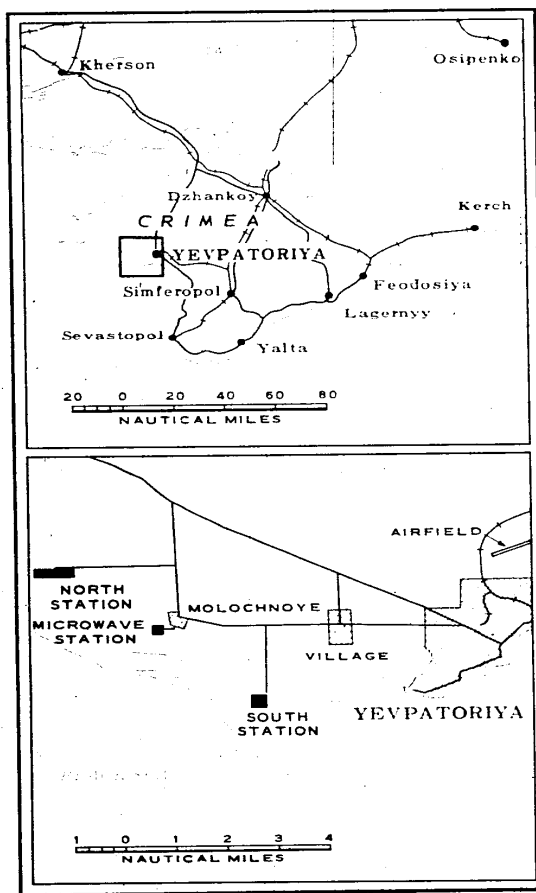 Kherson
Osipenko
Dzhankoy
CRIMEA
Kerch
YEVPATORIYA
Feodosiya
Simferopol
Lagernyy
Sevastopol
Yalta
20 0 20 40 60 80
NAUTICAL MILES
AIRFIELD
NORTH
STATION
MOLOCHNOYE
MICROWAVE
STATION
VILLAGE
YEVPATORIYA
SOUTH
STATION
1 0 1 2 3 4
NAUTICAL MILES